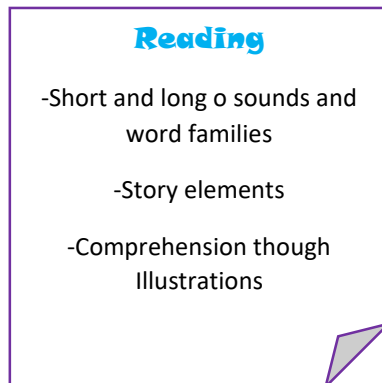 Reading
-Short and long o sounds and
word families
-Story elements
-Comprehension though
Illustrations